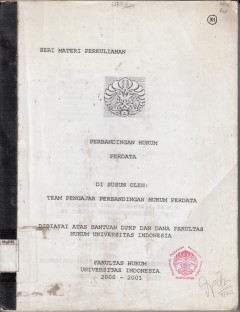 SERI MATERI PERKULIAHAN
PERBANDINGAN HUKUM
PERDATA
DI SUSUN OLEH:
TEAM PENGAJAR PERBANDINGAN HUKUM PERDATA
DIBIAYAI ATAS BANTUAN DPKP DAN DANA FAKULTAS
HUKUM UNIVERSITAS INDONESIA
FAKULTAS HUKUM
UNIVERSITAS INDONESIA
2000 - 2001